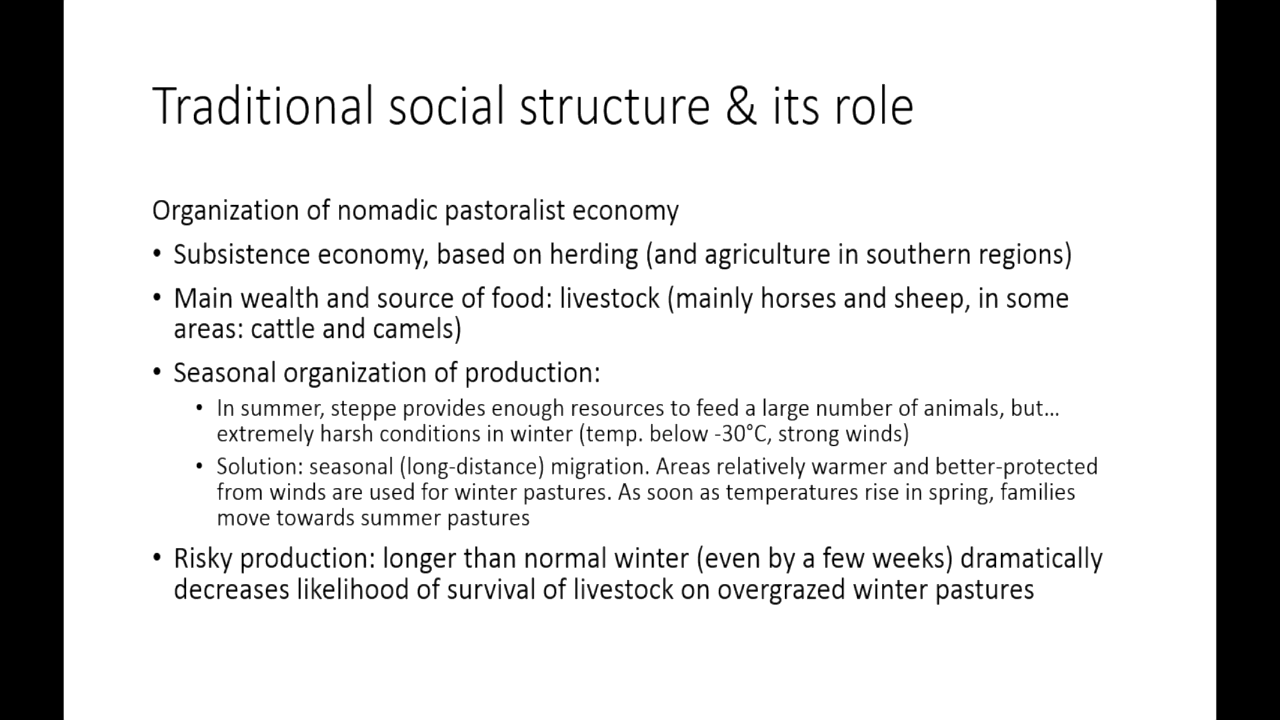 Traditional social structure & its role
Organization of nomadic pastoralist economy
• Subsistence economy, based on herding (and agriculture in southern regions)
• Main wealth and source of food: livestock (mainly horses and sheep, in some
areas: cattle and camels)
• Seasonal organization of production:
• In summer, steppe provides enough resources to feed a large number of animals, but…
extremely harsh conditions in winter (temp. below -30°C, strong winds)
• Solution: seasonal (long-distance) migration. Areas relatively warmer and better-protected
from winds are used for winter pastures. As soon as temperatures rise in spring, families
move towards summer pastures
• Risky production: longer than normal winter (even by a few weeks) dramatically
decreases likelihood of survival of livestock on overgrazed winter pastures